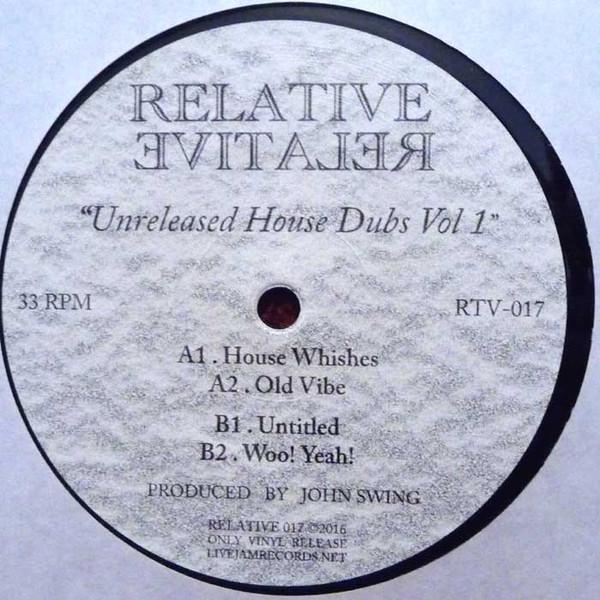 RELATIVE
RELATIVE
“Unreleased House Dubs Vol 1”
33 RPM
RTV-017
A1 . House Whishes
A2 . Old Vibe
B1 . Untitled
B2 . Woo! Yeah!
PRODUCED BY JOHN SWING
RELATIVE 017 ©2016
ONLY VINYL RELEASE
LIVEJAMRECORDS.NET